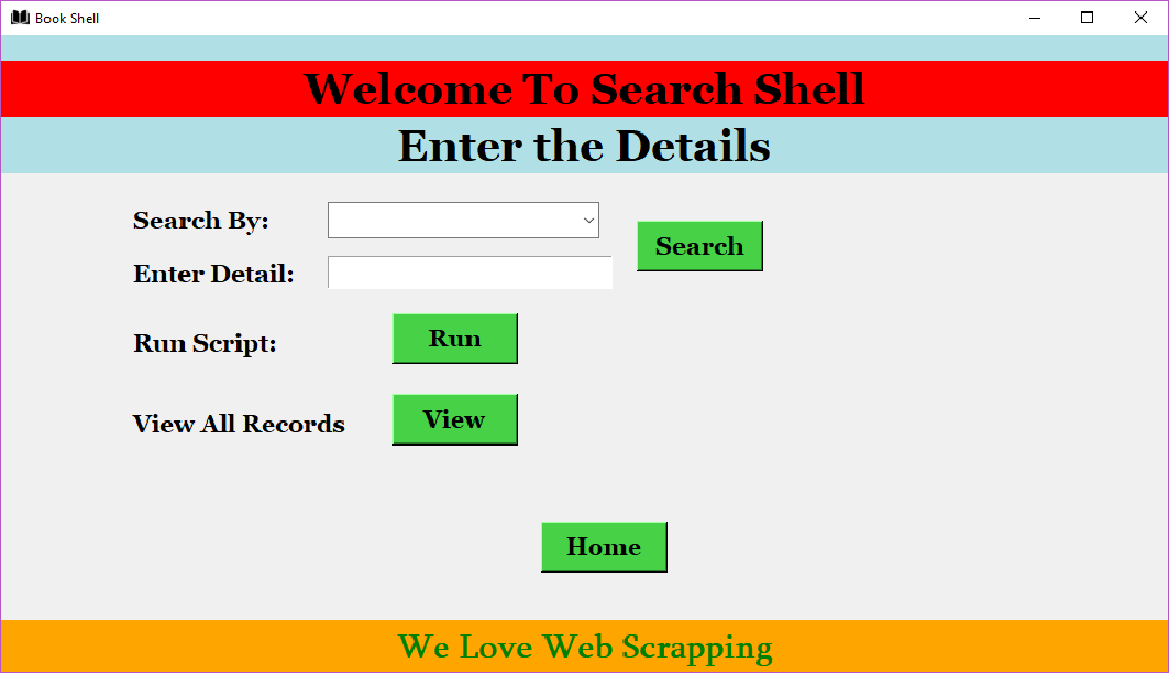 Book Shell
Welcome To Search Shell
Enter the Details
Search By:
Search
Enter Detail:
Run Script:
Run
View All Records
View
Home
We Love Web Scrapping